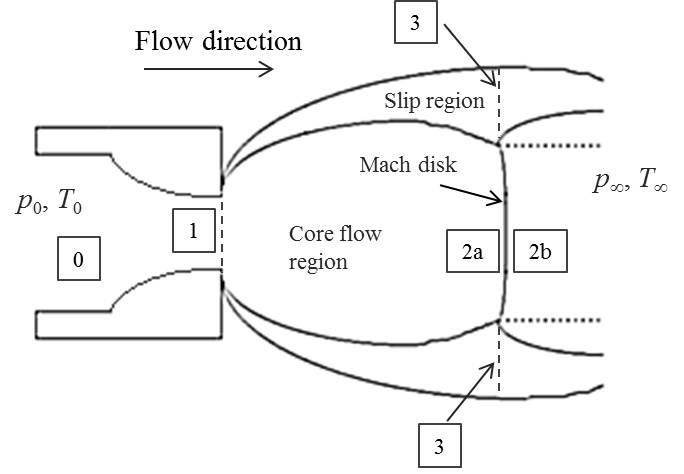 3
Flow direction
Slip region
Mach disk
p∞, T∞
p0, T0
1
0
Core flow
region
2a
2b
3